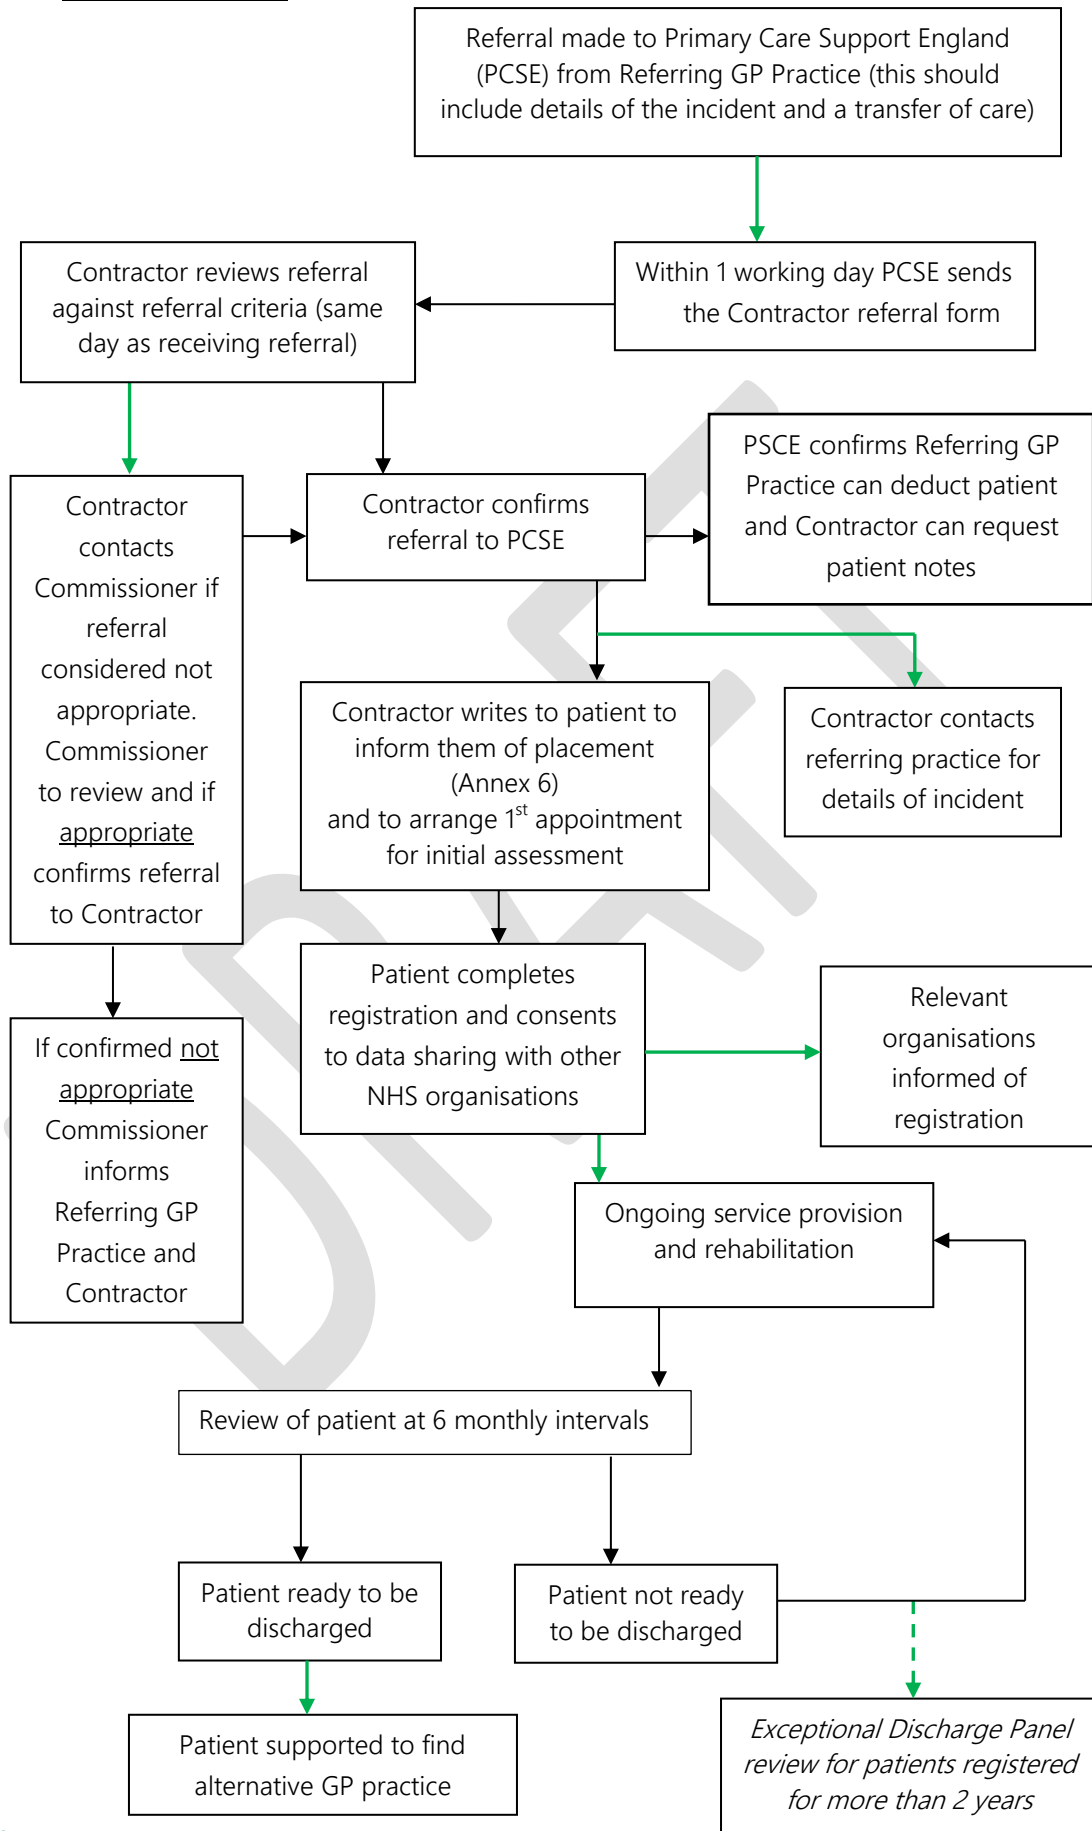 Referral made to Primary Care Support England
(PCSE) from Referring GP Practice (this should
include details of the incident and a transfer of care)
Within 1 working day PCSE sends
the Contractor referral form
Contractor reviews referral
against referral criteria (same
day as receiving referral)
Contractor
contacts
Commissioner if
referral
considered not
appropriate.
Commissioner
to review and if
appropriate
confirms referral
to Contractor
Contractor confirms
referral to PCSE
PSCE confirms Referring GP
Practice can deduct patient
and Contractor can request
patient notes
Contractor contacts
referring practice for
details of incident
Contractor writes to patient to
inform them of placement
(Annex 6)
and to arrange 1st appointment
for initial assessment
If confirmed not
appropriate
Commissioner
informs
Referring GP
Practice and
Contractor
Patient completes
registration and consents
to data sharing with other
NHS organisations
Relevant
organisations
informed of
registration
Ongoing service provision
and rehabilitation
Review of patient at 6 monthly intervals
Patient ready to be
discharged
Patient not ready
to be discharged
Patient supported to find
alternative GP practice
Exceptional Discharge Panel
review for patients registered
for more than 2 years
DRAFT